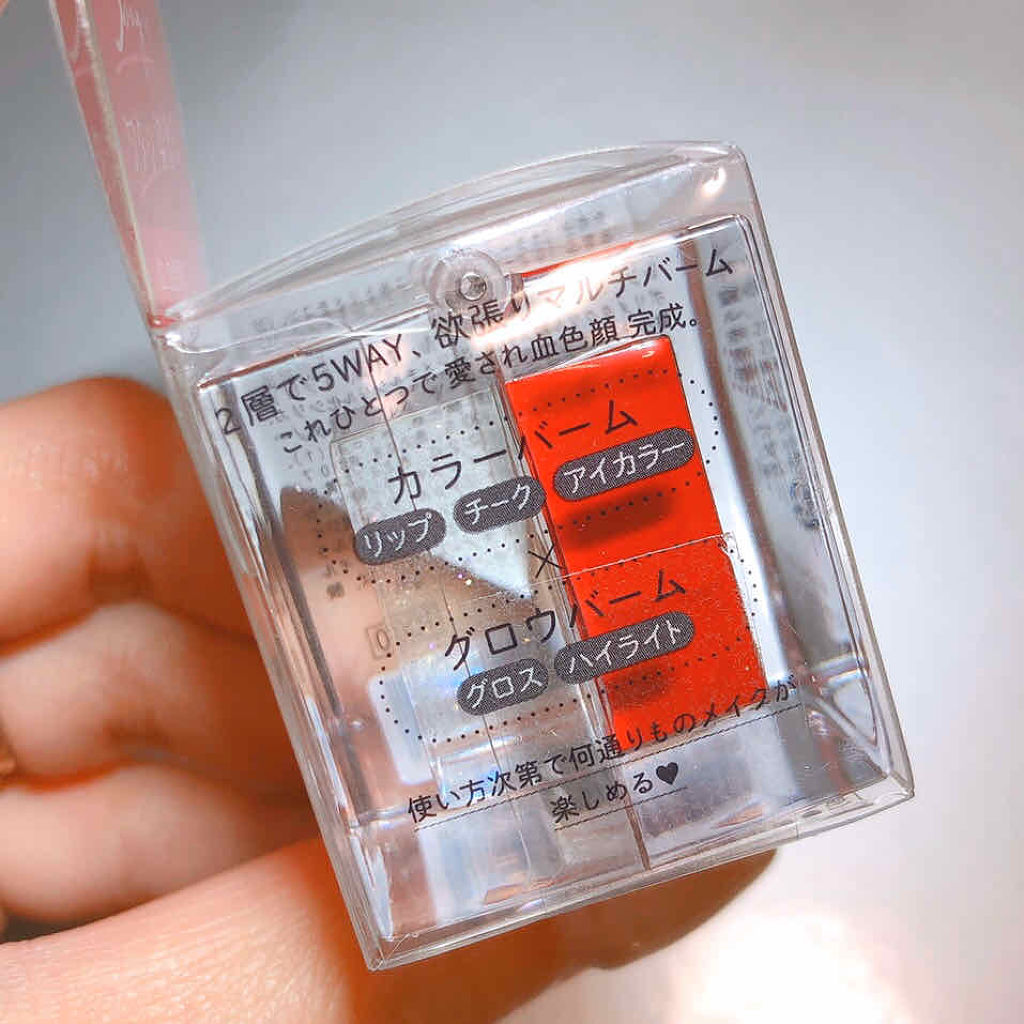 2層で5WAY、欲張りマルチバーム
これひとつで愛され血色顔 完成。
カラーバーム
リップ チーク アイカラー
×
グロウバーム
グロス ハイライト
使い方次第で何通りものメイクが
楽しめる♥